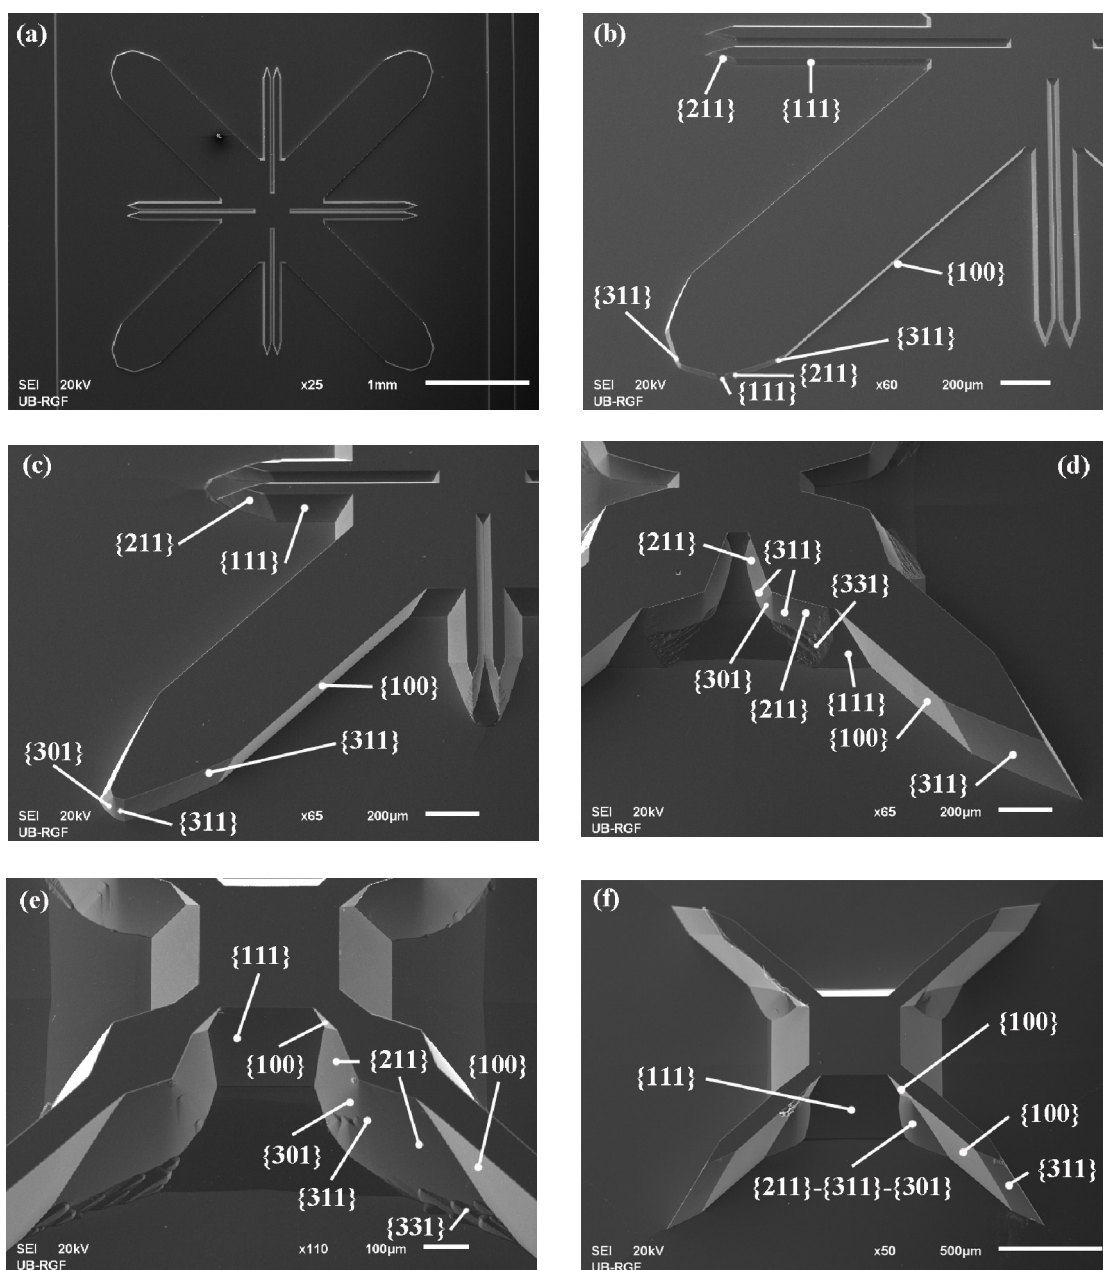 (a)
SEI 20kV x25 1mm
UB-RGF
(b)
{211} {111}
{100}
{311}
{311}
{211}
{111}
SEI 20kV x60 200µm
UB-RGF
(c)
{211}
{111}
{100}
{301}
{311}
{311}
SEI 20kV x65 200µm
UB-RGF
(d)
{211} {311}
{331}
{301}
{211}
{111}
{100}
{311}
SEI 20kV x65 200µm
UB-RGF
(e)
{111}
{100} {211} {100}
{301}
{311}
{331}
SEI 20kV x110 100µm
UB-RGF
(f)
{100}
{111}
{100}
{311}
{211}-{311}-{301}
SEI 20kV x50 500µm
UB-RGF